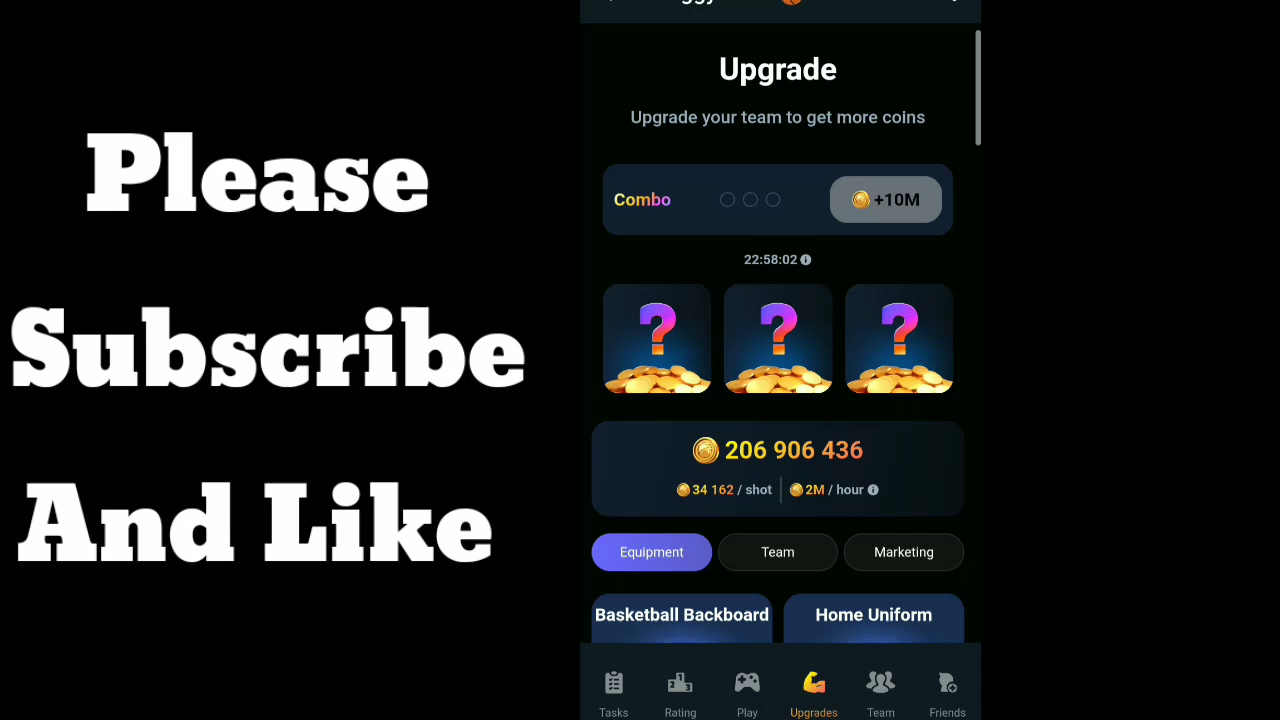 Please
Subscribe
And Like
Upgrade
Upgrade your team to get more coins
Combo
+10M
22:58:02
? ? ?
206 906 436
34 162 / shot
2M / hour
Equipment
Team
Marketing
Basketball Backboard
Home Uniform
Tasks
Rating
Play
Upgrades
Team
Friends